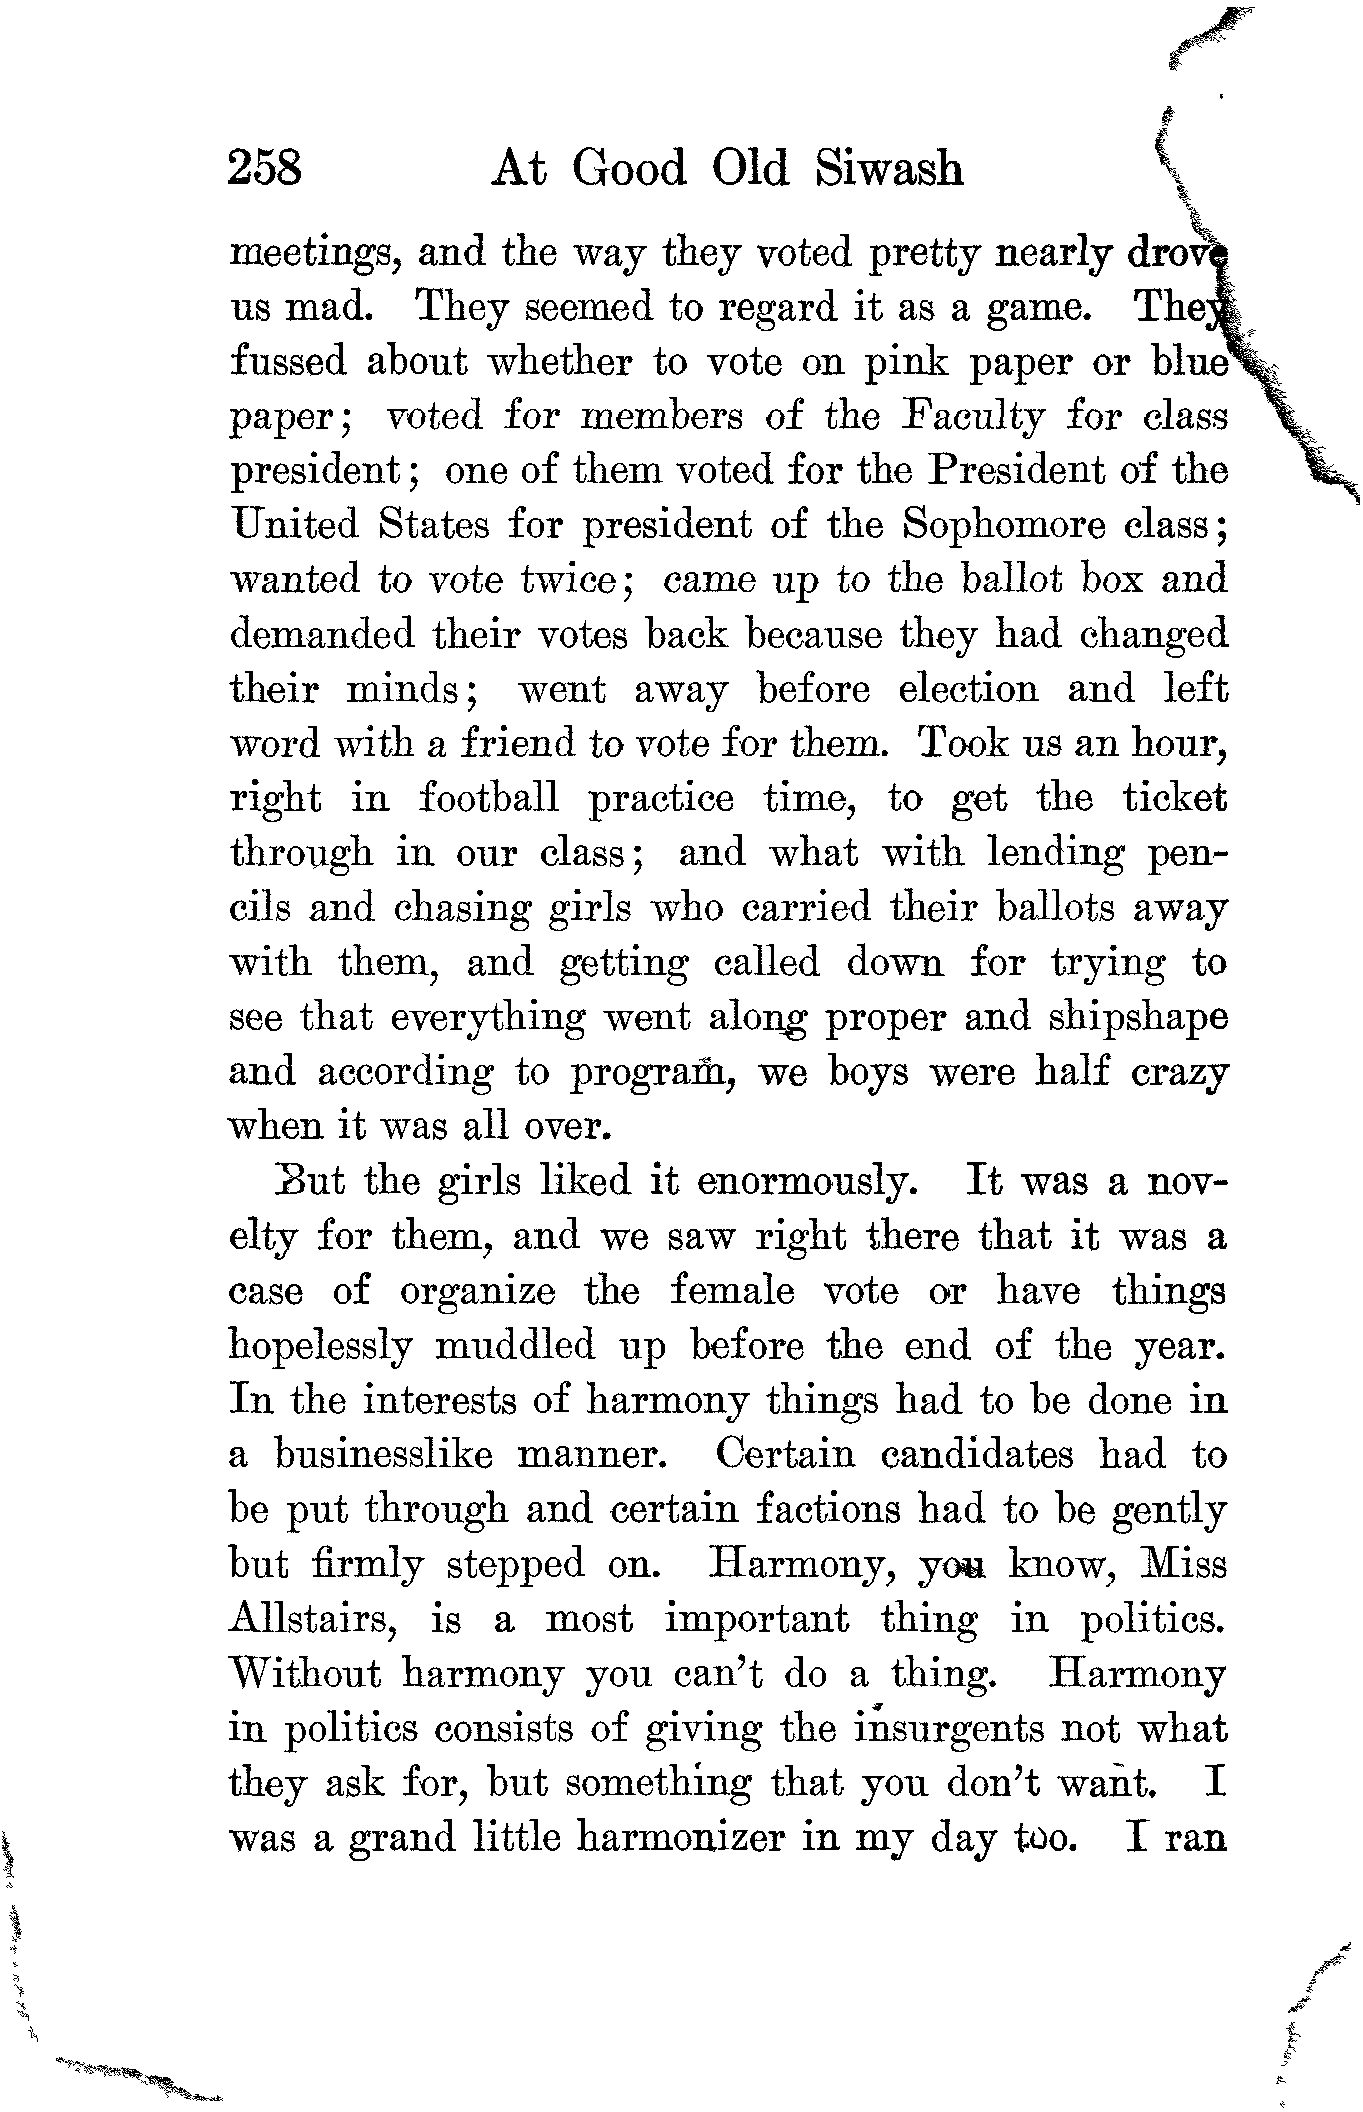 258 At Good Old Siwash
meetings, and the way they voted pretty nearly drove
us mad. They seemed to regard it as a game. They
fussed about whether to vote on pink paper or blue
paper; voted for members of the Faculty for class
president; one of them voted for the President of the
United States for president of the Sophomore class;
wanted to vote twice; came up to the ballot box and
demanded their votes back because they had changed
their minds; went away before election and left
word with a friend to vote for them. Took us an hour,
right in football practice time, to get the ticket
through in our class; and what with lending pen-
cils and chasing girls who carried their ballots away
with them, and getting called down for trying to
see that everything went along proper and shipshape
and according to program, we boys were half crazy
when it was all over.
But the girls liked it enormously. It was a nov-
elty for them, and we saw right there that it was a
case of organize the female vote or have things
hopelessly muddled up before the end of the year.
In the interests of harmony things had to be done in
a businesslike manner. Certain candidates had to
be put through and certain factions had to be gently
but firmly stepped on. Harmony, you know, Miss
Allstairs, is a most important thing in politics.
Without harmony you can't do a thing. Harmony
in politics consists of giving the insurgents not what
they ask for, but something that you don't want. I
was a grand little harmonizer in my day too. I ran